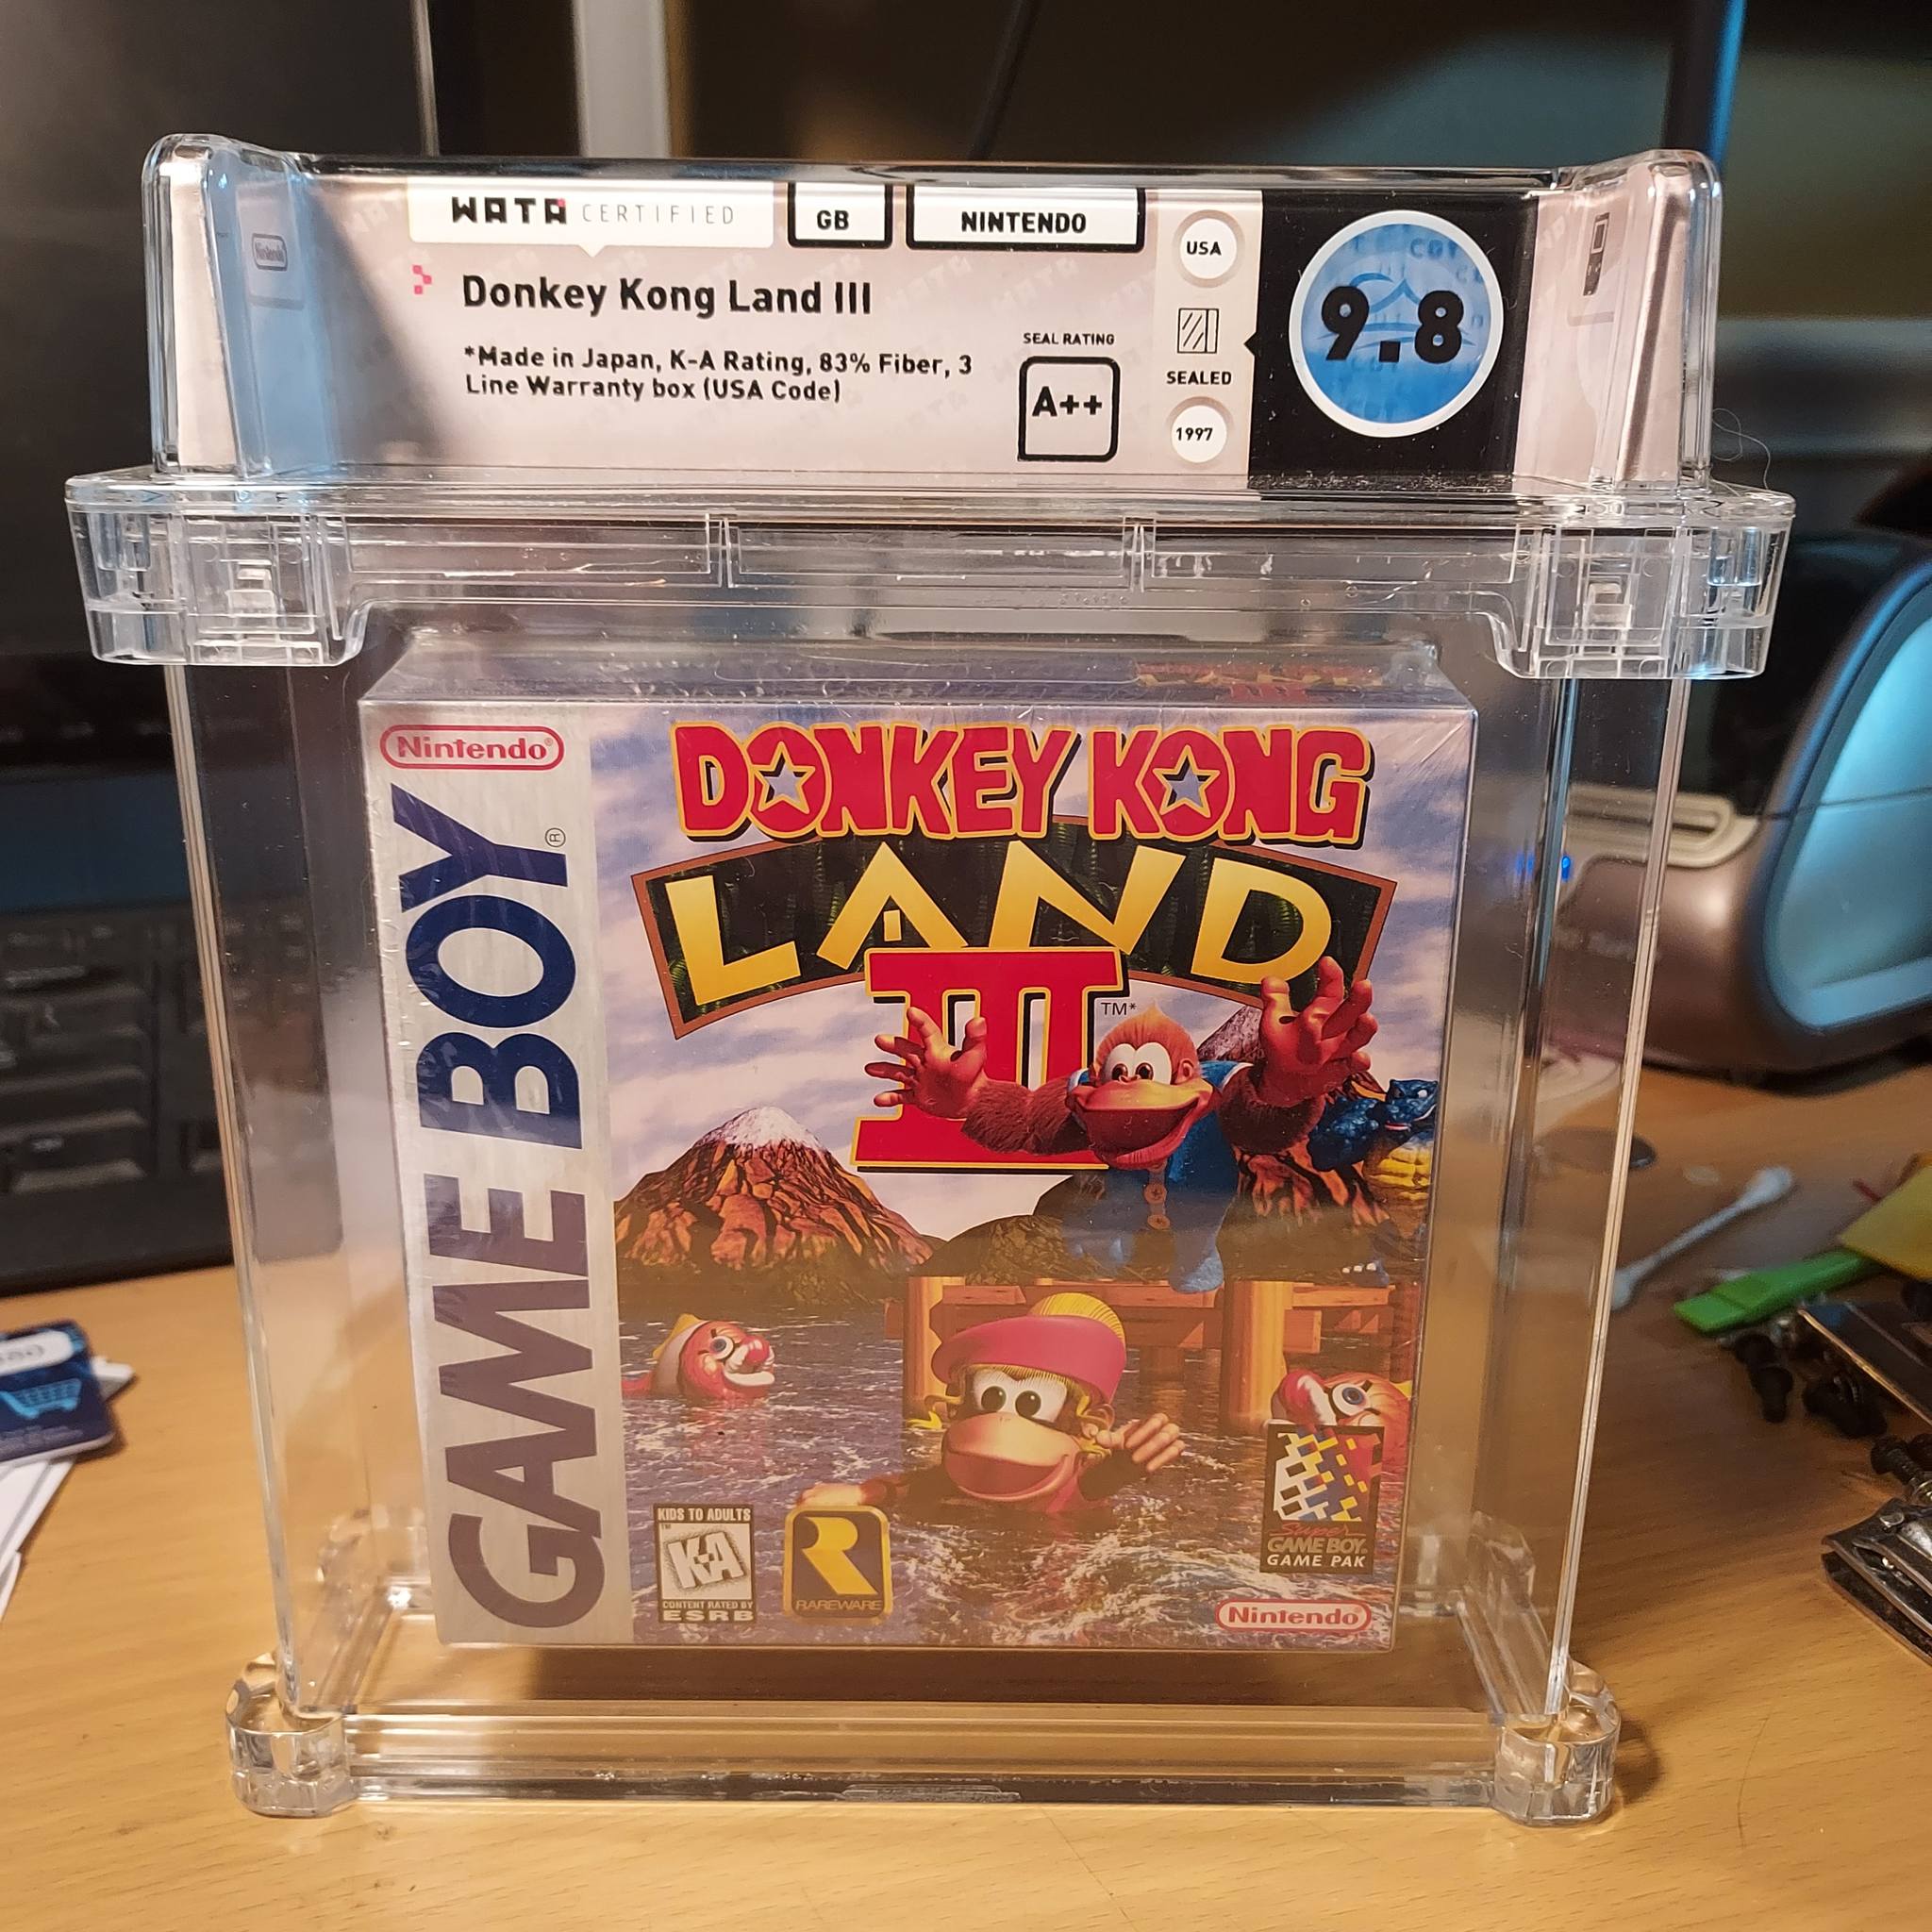 WATA CERTIFIED
GB
NINTENDO
USA
Donkey Kong Land III
*Made in Japan, K-A Rating, 83% Fiber, 3
Line Warranty box (USA Code)
SEAL RATING
A++
SEALED
1997
9.8
Nintendo®
GAME BOY®
DONKEY KONG
LAND
III
TM*
KIDS TO ADULTS
TM
K-A
CONTENT RATED BY
ESRB
R
RAREWARE
Super
GAME BOY.
GAME PAK
Nintendo